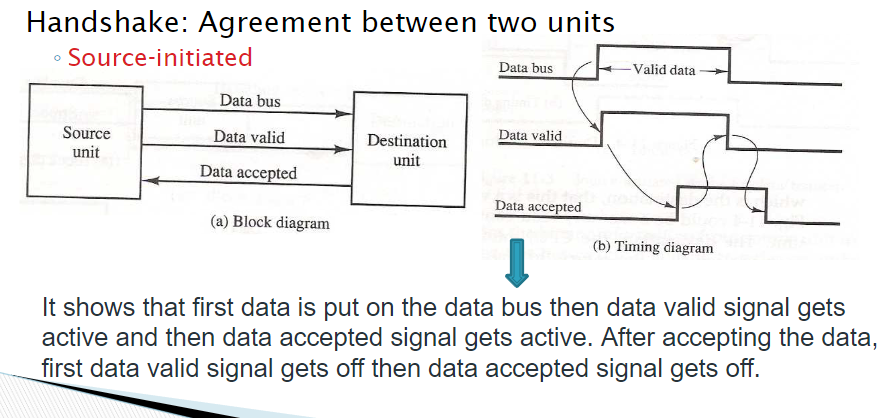 Handshake: Agreement between two units
◦ Source-initiated
Source
unit
Data bus
Data valid
Data accepted
Destination
unit
(a) Block diagram
Data bus
Valid data
Data valid
Data accepted
(b) Timing diagram
It shows that first data is put on the data bus then data valid signal gets
active and then data accepted signal gets active. After accepting the data,
first data valid signal gets off then data accepted signal gets off.